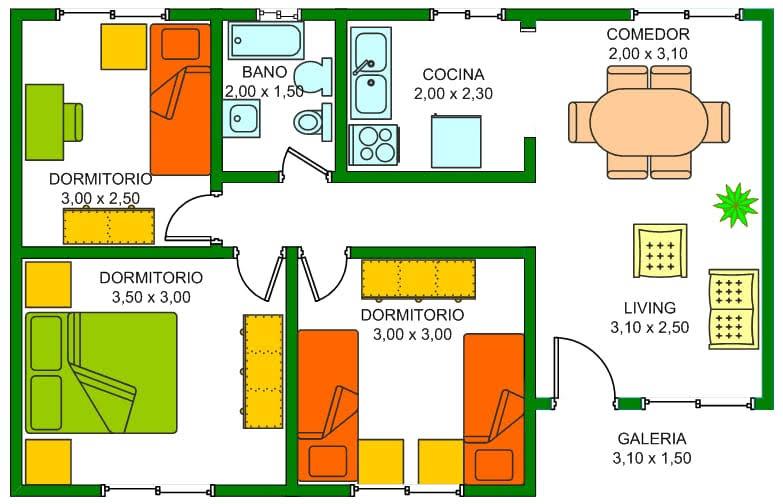 COMEDOR
2,00 x 3,10
BANO
2,00 x 1,50
COCINA
2,00 x 2,30
DORMITORIO
3,00 x 2,50
DORMITORIO
3,50 x 3,00
DORMITORIO
3,00 x 3,00
LIVING
3,10 x 2,50
GALERIA
3,10 x 1,50